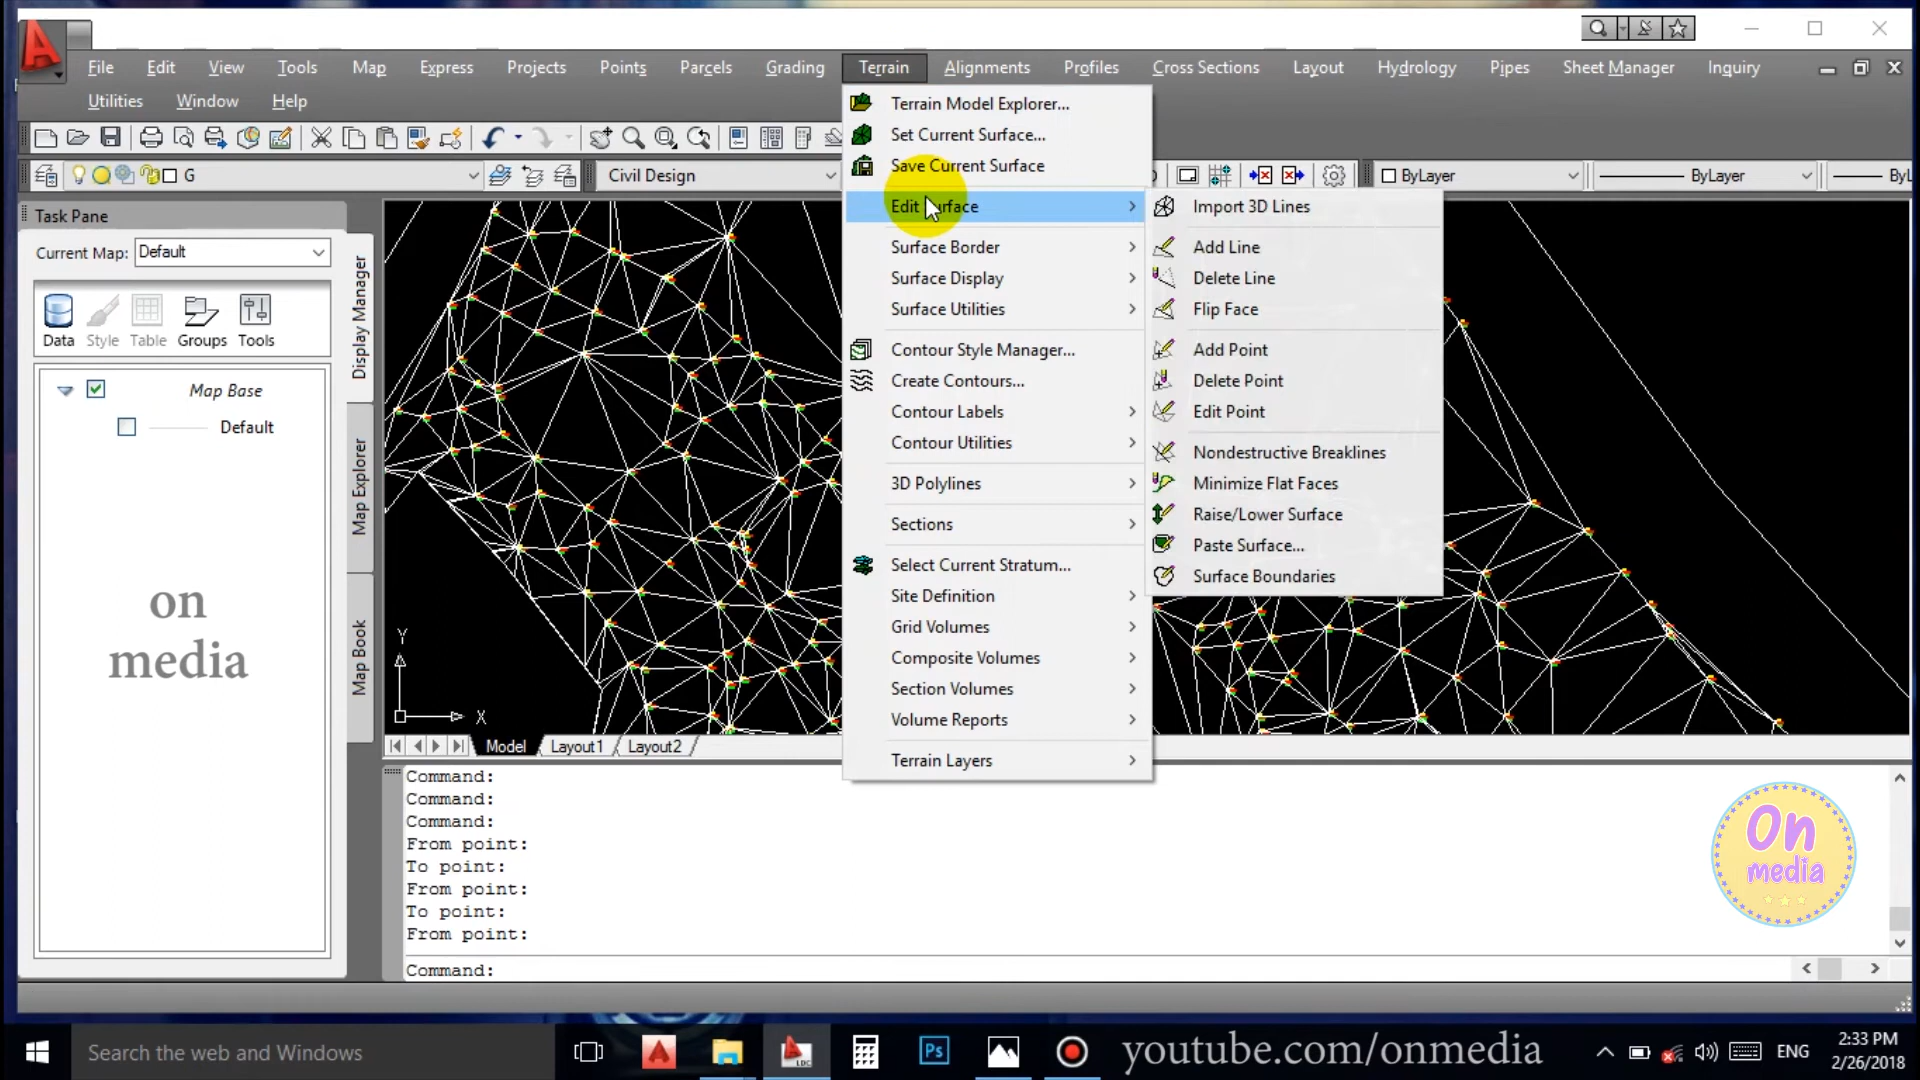 File Edit View Tools Map Express Projects Points Parcels Grading Terrain Alignments Profiles Cross Sections Layout Hydrology Pipes Sheet Manager Inquiry
Utilities Window Help
G
Civil Design
ByLayer
ByLayer
Task Pane
Current Map: Default
Data Style Table Groups Tools
Map Base
Default
on
media
Display Manager
Map Explorer
Map Book
Terrain Model Explorer...
Set Current Surface...
Save Current Surface
Edit Surface
Surface Border
Surface Display
Surface Utilities
Contour Style Manager...
Create Contours...
Contour Labels
Contour Utilities
3D Polylines
Sections
Select Current Stratum...
Site Definition
Grid Volumes
Composite Volumes
Section Volumes
Volume Reports
Terrain Layers
Import 3D Lines
Add Line
Delete Line
Flip Face
Add Point
Delete Point
Edit Point
Nondestructive Breaklines
Minimize Flat Faces
Raise/Lower Surface
Paste Surface...
Surface Boundaries
Y
X
Model Layout1 Layout2
Command:
Command:
Command:
From point:
To point:
From point:
To point:
From point:
Command:
On
media
Search the web and Windows
LDC
Ps
youtube.com/onmedia
ENG
2:33 PM
2/26/2018